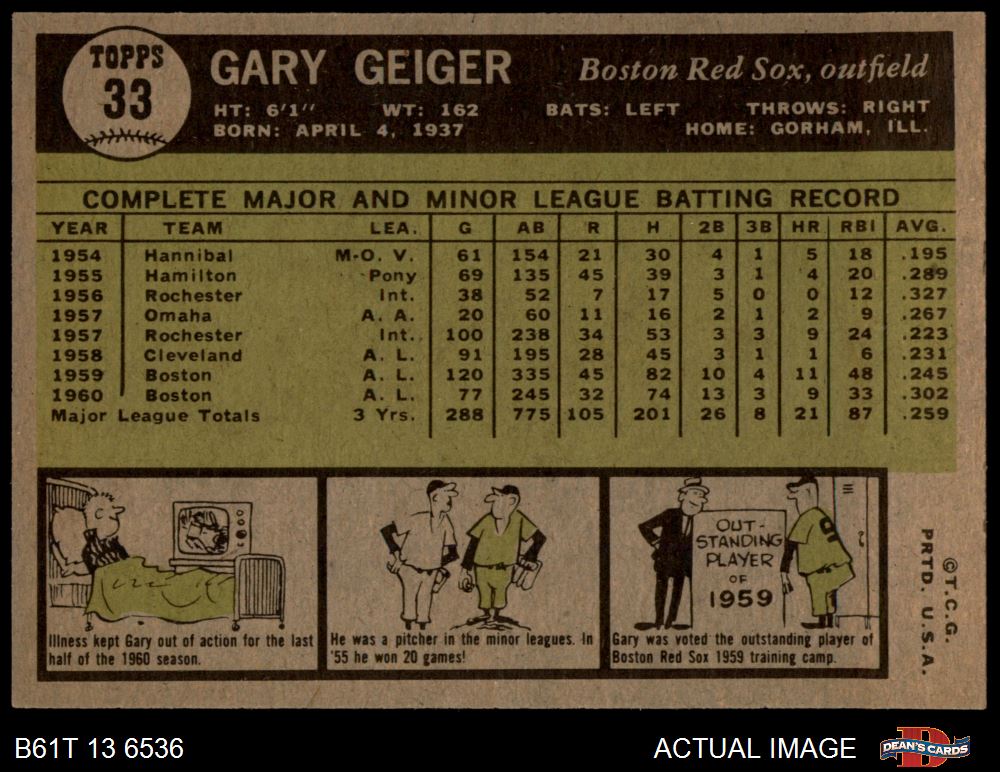 TOPPS
33
GARY GEIGER Boston Red Sox, outfield
HT: 6'1" WT: 162 BATS: LEFT THROWS: RIGHT
BORN: APRIL 4, 1937 HOME: GORHAM, ILL.
COMPLETE MAJOR AND MINOR LEAGUE BATTING RECORD
YEAR TEAM LEA. G AB R H 2B 3B HR RBI AVG.
1954 Hannibal M-O. V. 61 154 21 30 4 1 5 18 .195
1955 Hamilton Pony 69 135 45 39 3 1 4 20 .289
1956 Rochester Int. 38 52 7 17 5 0 0 12 .327
1957 Omaha A. A. 20 60 11 16 2 1 2 9 .267
1957 Rochester Int. 100 238 34 53 3 3 9 24 .223
1958 Cleveland A. L. 91 195 28 45 3 1 1 6 .231
1959 Boston A. L. 120 335 45 82 10 4 11 48 .245
1960 Boston A. L. 77 245 32 74 13 3 9 33 .302
Major League Totals 3 Yrs. 288 775 105 201 26 8 21 87 .259
OUT-
STANDING
PLAYER
OF
1959
Illness kept Gary out of action for the last
half of the 1960 season.
He was a pitcher in the minor leagues. In
'55 he won 20 games!
Gary was voted the outstanding player of
Boston Red Sox 1959 training camp.
©T.C.G.
PRTD. U.S.A.
B61T 13 6536
ACTUAL IMAGE
DEAN'S CARDS